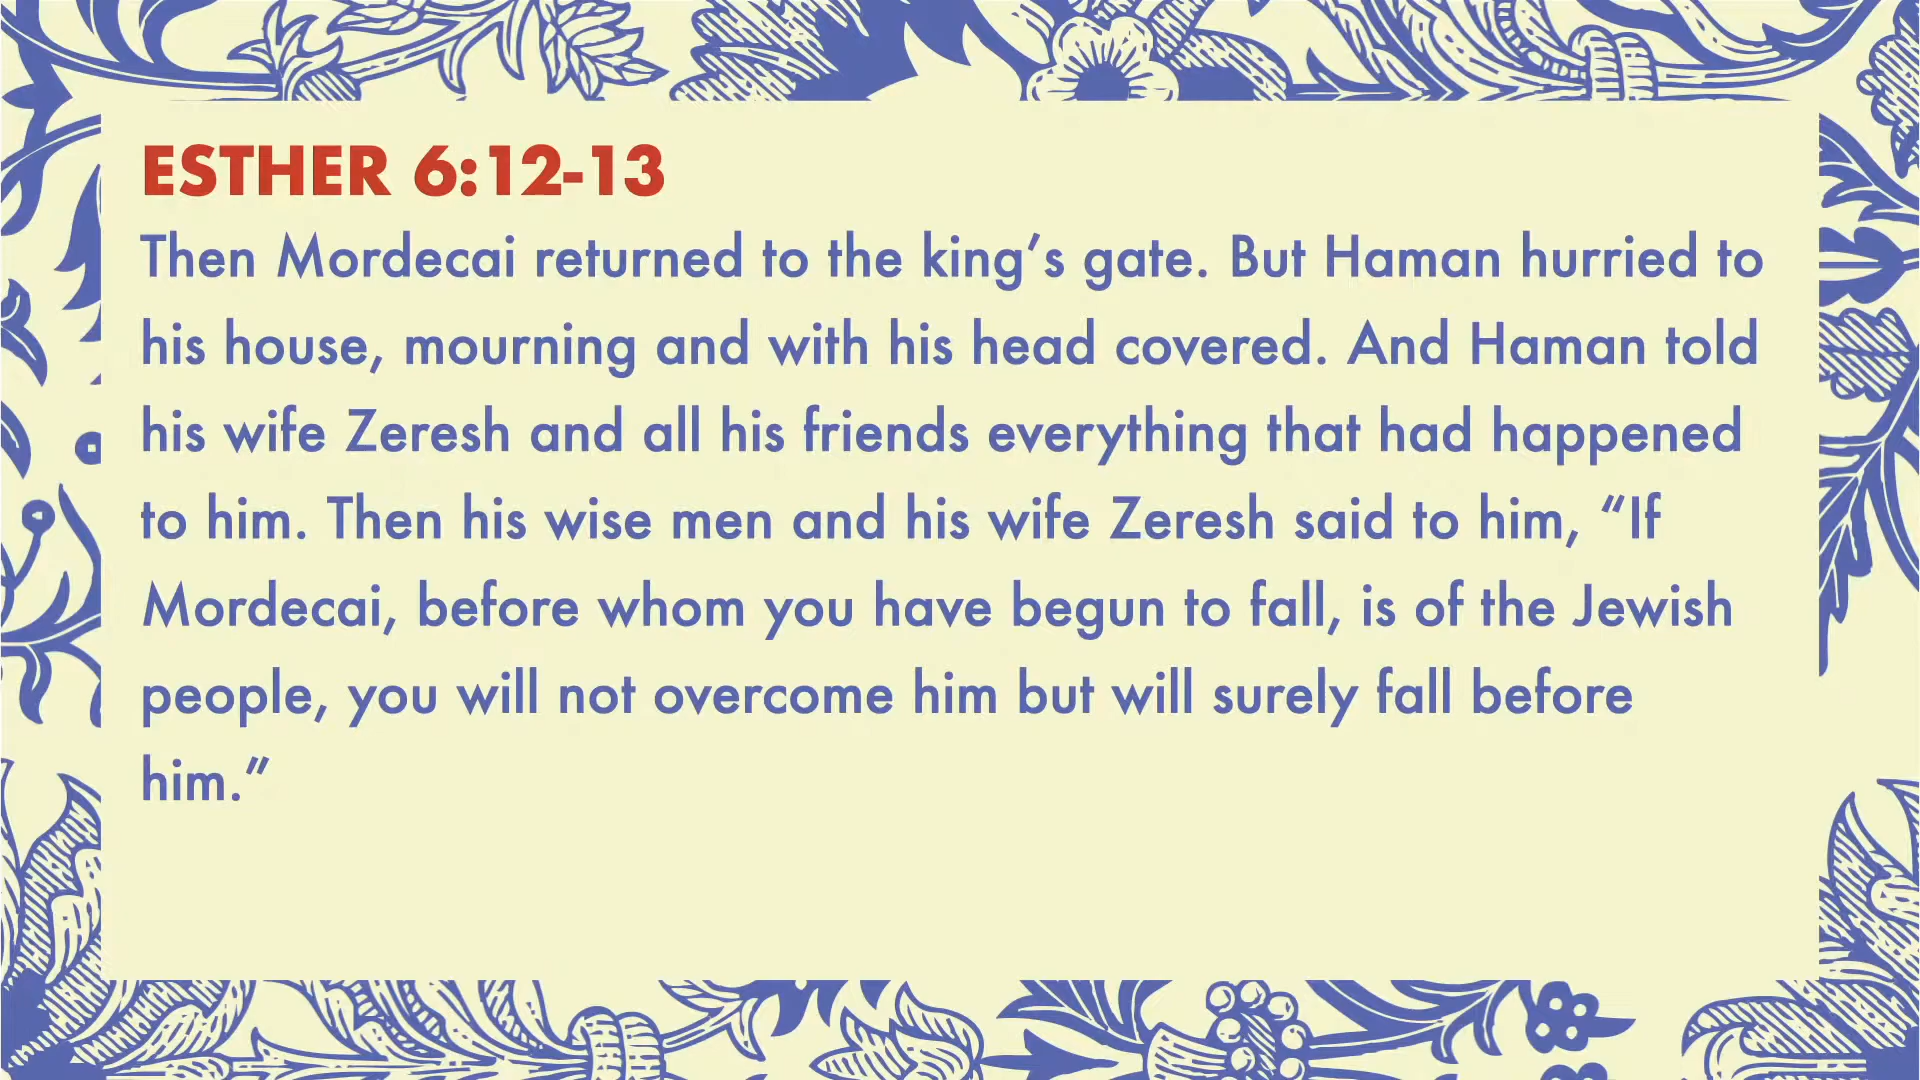 ESTHER 6:12-13
Then Mordecai returned to the king’s gate. But Haman hurried to
his house, mourning and with his head covered. And Haman told
his wife Zeresh and all his friends everything that had happened
to him. Then his wise men and his wife Zeresh said to him, “If
Mordecai, before whom you have begun to fall, is of the Jewish
people, you will not overcome him but will surely fall before
him.”